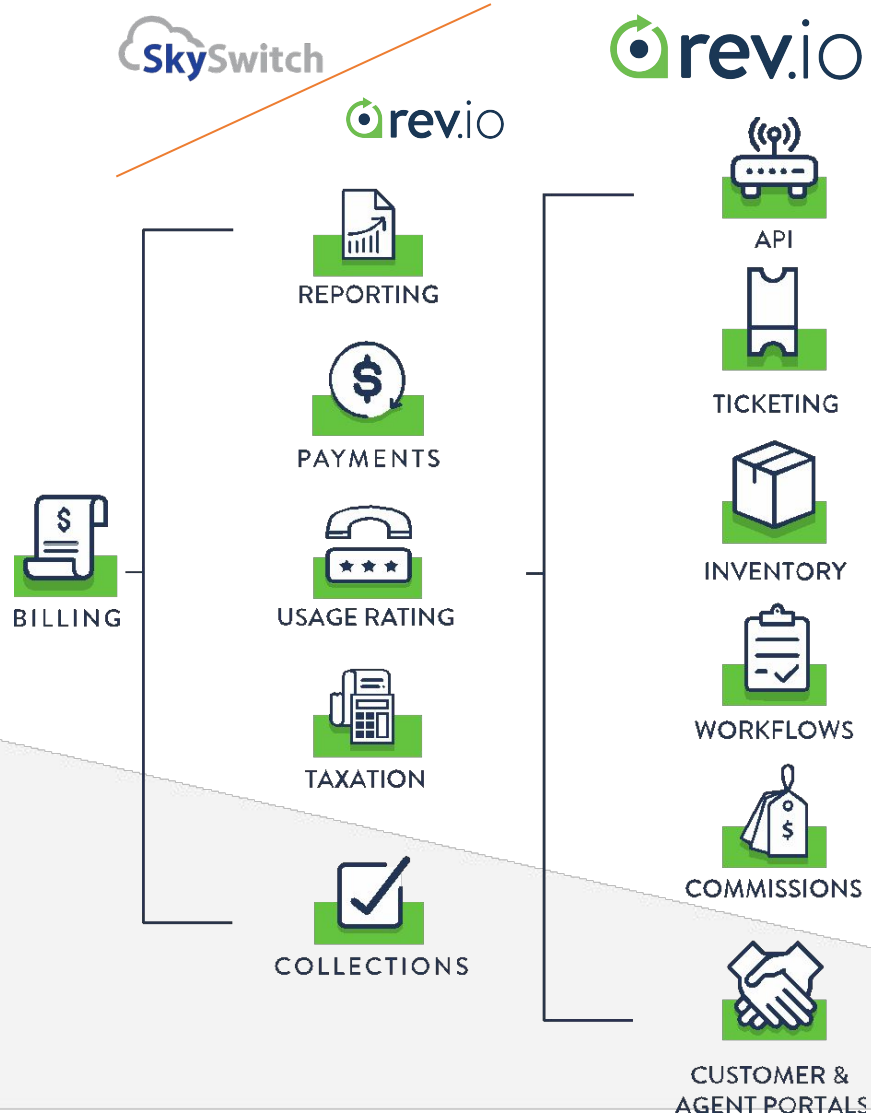 SkySwitch
rev.io
rev.io
BILLING
REPORTING
PAYMENTS
USAGE RATING
TAXATION
COLLECTIONS
API
TICKETING
INVENTORY
WORKFLOWS
COMMISSIONS
CUSTOMER &
AGENT PORTALS